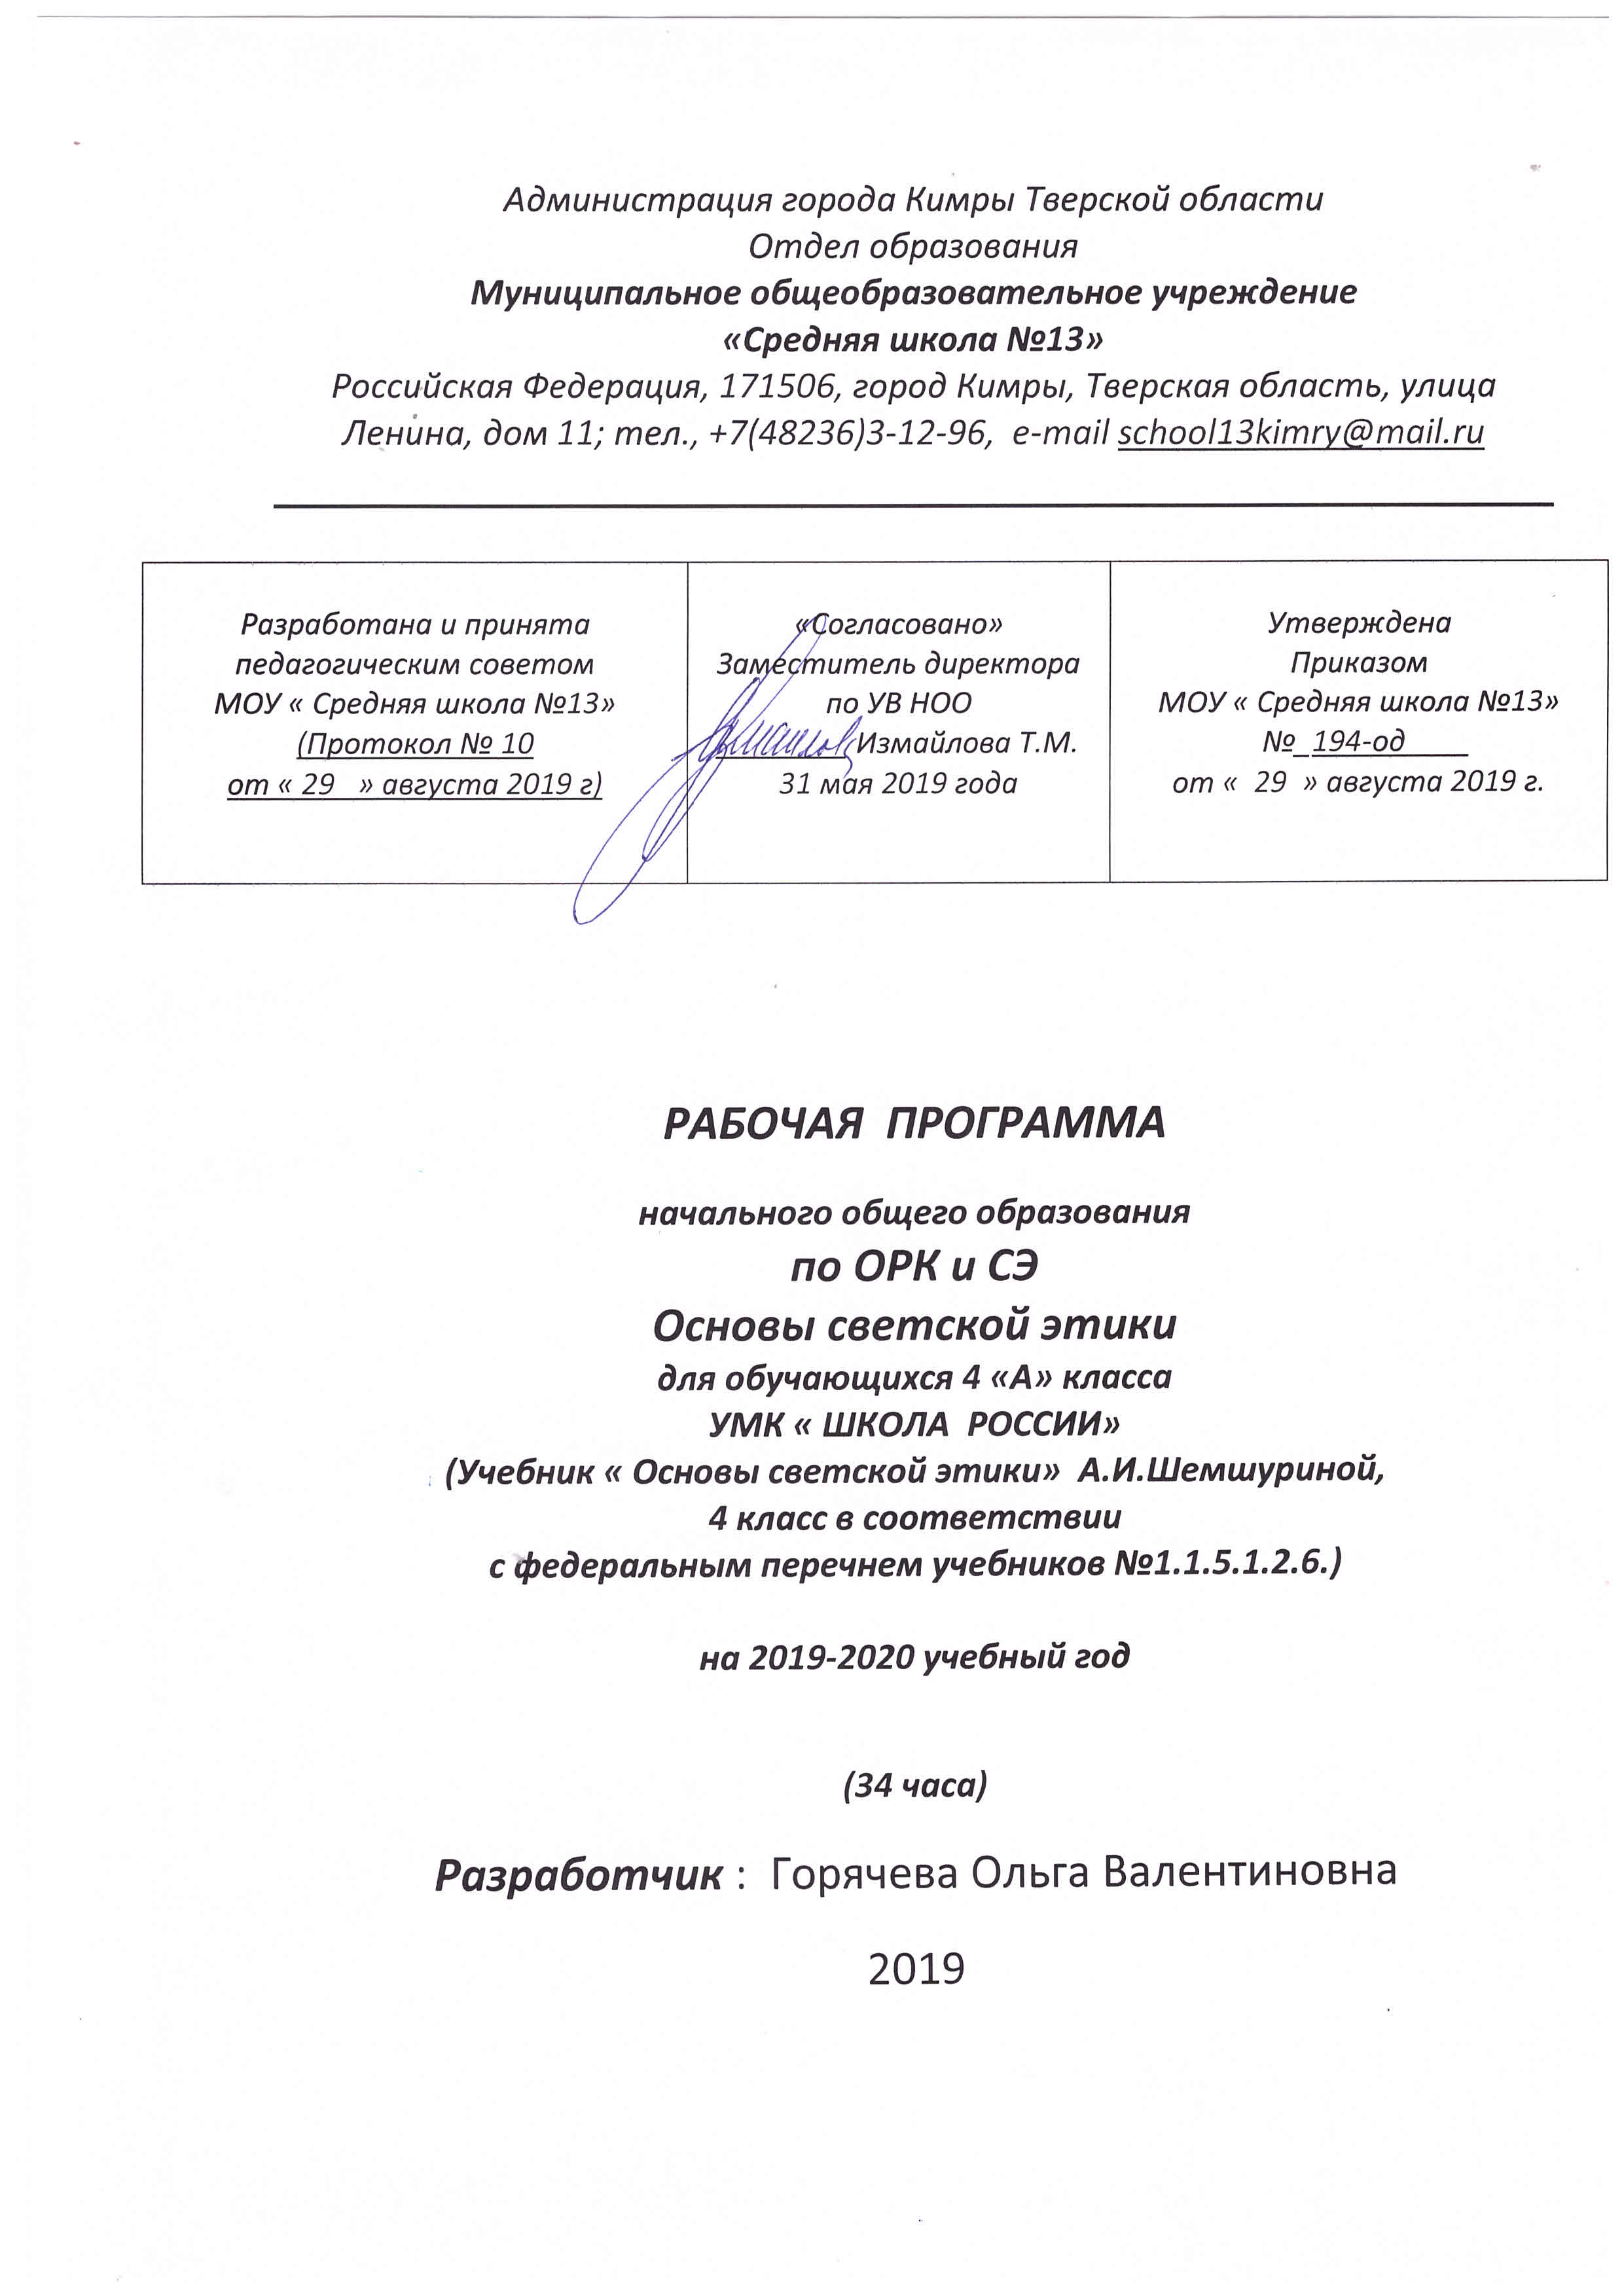 Администрация города Кимры Тверской области
Отдел образования
Муниципальное общеобразовательное учреждение
«Средняя школа №13»
Российская Федерация, 171506, город Кимры, Тверская область, улица
Ленина, дом 11; тел., +7(48236)3-12-96, e-mail school13kimry@mail.ru
Разработана и принята
педагогическим советом
МОУ « Средняя школа №13»
(Протокол № 10
от « 29 » августа 2019 г)
«Согласовано»
Заместитель директора
по УВ НОО
Измайлова Т.М.
31 мая 2019 года
Утверждена
Приказом
МОУ « Средняя школа №13»
№_194-од____
от « 29 » августа 2019 г.
РАБОЧАЯ ПРОГРАММА
начального общего образования
по ОРК и СЭ
Основы светской этики
для обучающихся 4 «А» класса
УМК « ШКОЛА РОССИИ»
(Учебник « Основы светской этики» А.И.Шемшуриной,
4 класс в соответствии
с федеральным перечнем учебников №1.1.5.1.2.6.)
на 2019-2020 учебный год
(34 часа)
Разработчик : Горячева Ольга Валентиновна
2019